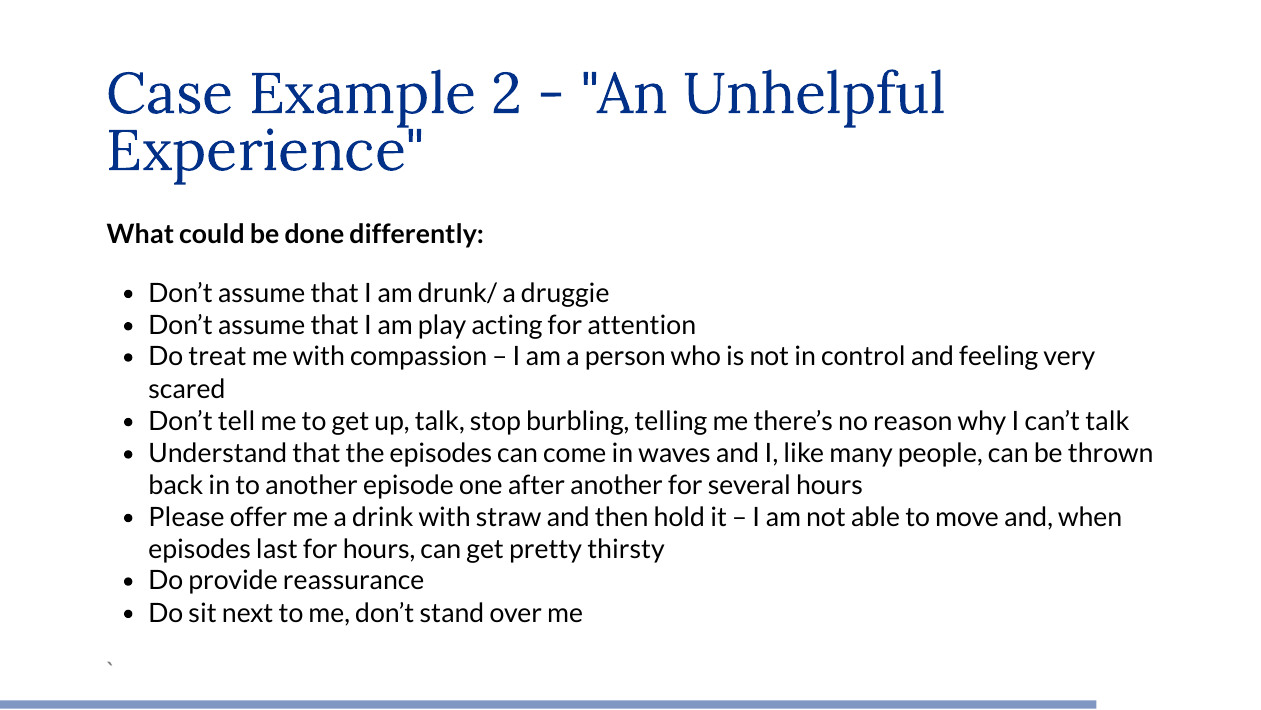 Case Example 2 - "An Unhelpful
Experience"
What could be done differently:
• Don’t assume that I am drunk/ a druggie
• Don’t assume that I am play acting for attention
• Do treat me with compassion – I am a person who is not in control and feeling very
scared
• Don’t tell me to get up, talk, stop burbling, telling me there’s no reason why I can’t talk
• Understand that the episodes can come in waves and I, like many people, can be thrown
back in to another episode one after another for several hours
• Please offer me a drink with straw and then hold it – I am not able to move and, when
episodes last for hours, can get pretty thirsty
• Do provide reassurance
• Do sit next to me, don’t stand over me
`